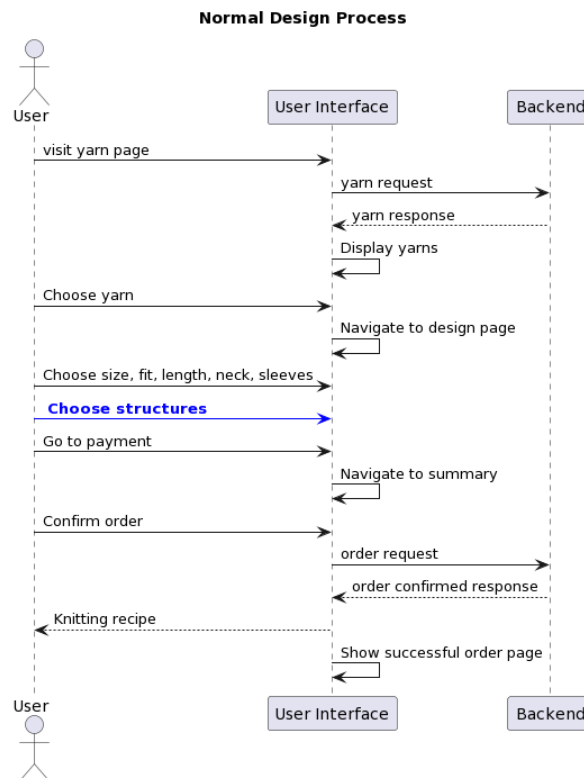 Normal Design Process
User
User Interface
Backend
visit yarn page
yarn request
yarn response
Display yarns
Choose yarn
Navigate to design page
Choose size, fit, length, neck, sleeves
Choose structures
Go to payment
Navigate to summary
Confirm order
order request
order confirmed response
Knitting recipe
Show successful order page
User
User Interface
Backend